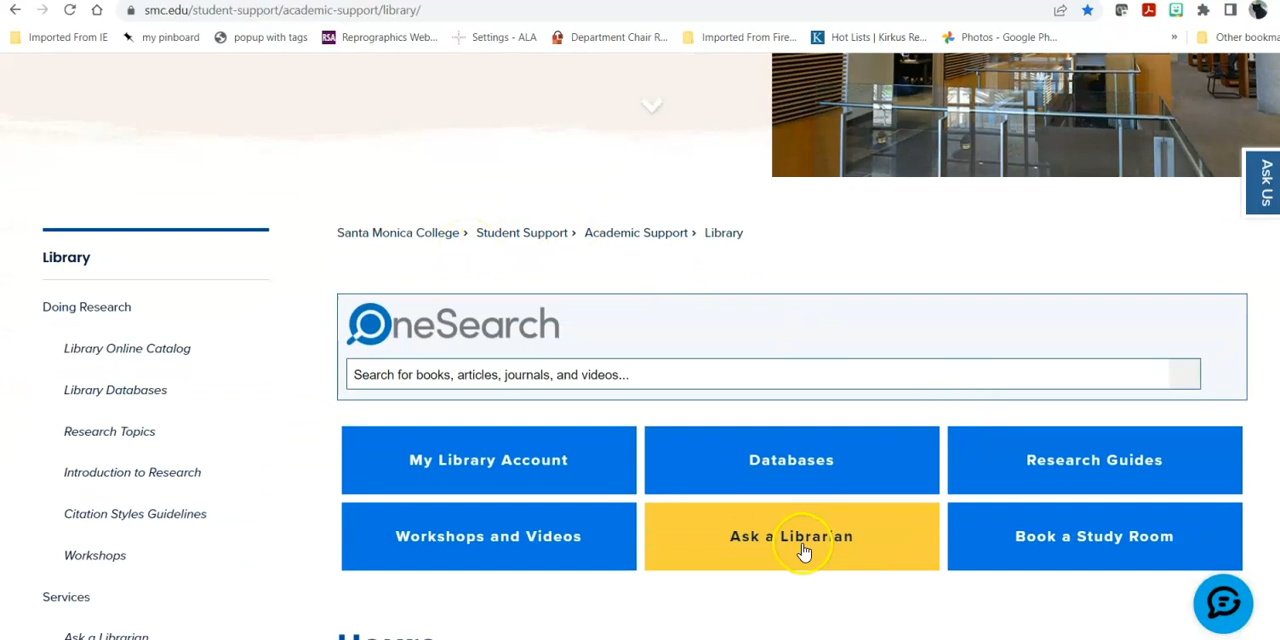 smc.edu/student-support/academic-support/library/
Imported From IE
my pinboard
popup with tags
RSA Reprographics Web...
Settings - ALA
Department Chair R...
Imported From Fire...
K Hot Lists | Kirkus Re...
Photos - Google Ph...
»
Other bookma
Ask Us
Santa Monica College › Student Support › Academic Support › Library
Library
Doing Research
Library Online Catalog
Library Databases
Research Topics
Introduction to Research
Citation Styles Guidelines
Workshops
Services
Ask a Librarian
OneSearch
Search for books, articles, journals, and videos...
My Library Account
Databases
Research Guides
Workshops and Videos
Ask a Librarian
Book a Study Room
Hours